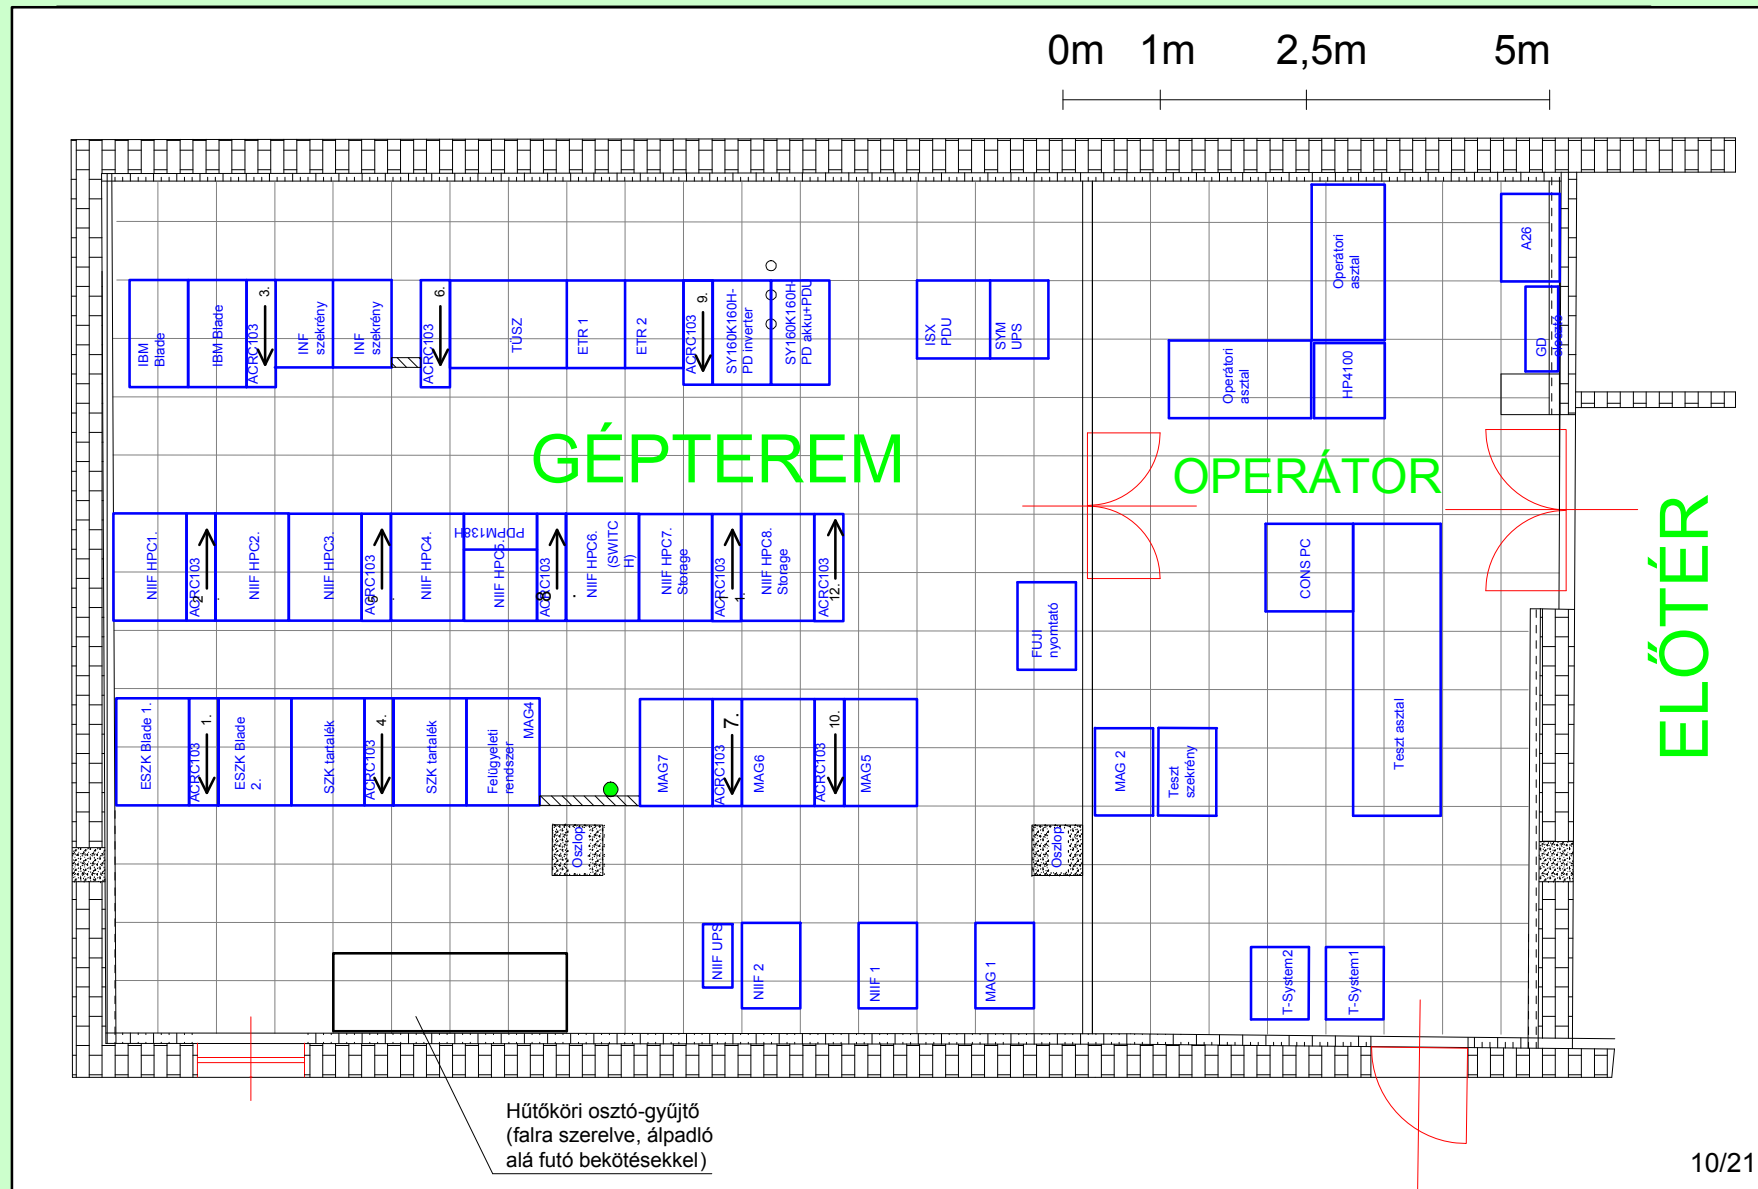 0m 1m 2,5m 5m
IBM
Blade
IBM Blade
ACRC103
3.
INF
szekrény
INF
szekrény
ACRC103
6.
TÜSZ
ETR 1
ETR 2
ACRC103
9.
SY160K160H-
PD inverter
SY160K160H-
PD akku+PDU
ISX
PDU
SYM
UPS
Operátori
asztal
Operátori
asztal
HP4100
A26
GD
GÉPTEREM
OPERÁTOR
ELŐTÉR
NIIF HPC1.
ACRC103
2.
NIIF HPC2.
NIIF HPC3.
ACRC103
5.
NIIF HPC4.
PDPM138H
NIIF HPC5.
ACRC103
8.
NIIF HPC6.
(SWITC
H)
NIIF HPC7.
Storage
ACRC103
NIIF HPC8.
Storage
ACRC103
12.
FUJI
nyomtató
CONS PC
Teszt asztal
ESZK Blade 1.
ACRC103
1.
ESZK Blade
2.
SZK tartalék
ACRC103
4.
SZK tartalék
Felügyeleti
rendszer
MAG4
MAG7
ACRC103
7.
MAG6
ACRC103
10.
MAG5
MAG 2
Teszt
szekrény
Oszlop
Oszlop
NIIF UPS
NIIF 2
NIIF 1
MAG 1
T-System2
T-System1
Hűtőköri osztó-gyűjtő
(falra szerelve, álpadló
alá futó bekötésekkel)
10/21